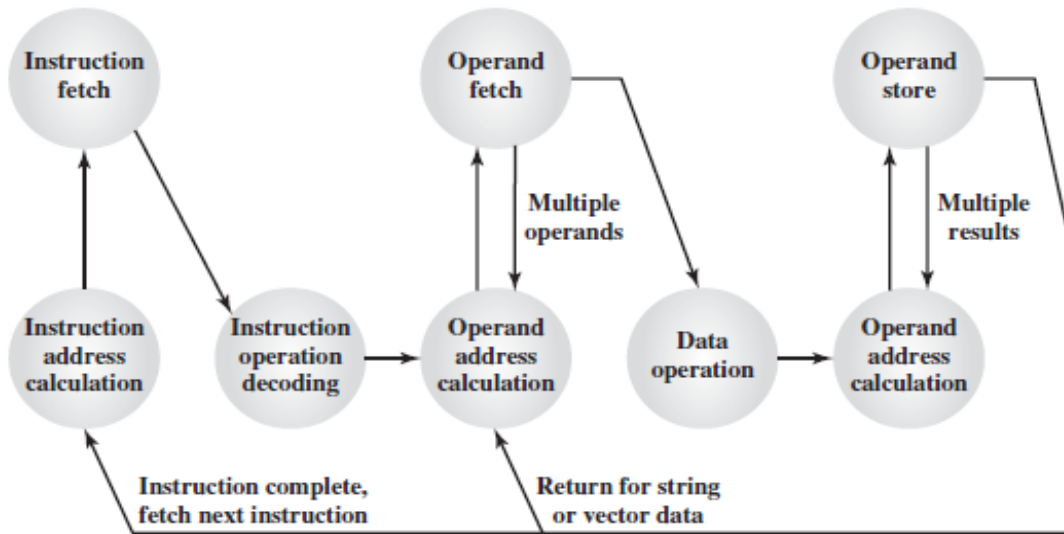 Instruction
fetch
Operand
fetch
Operand
store
Multiple
operands
Multiple
results
Instruction
address
calculation
Instruction
operation
decoding
Operand
address
calculation
Data
operation
Operand
address
calculation
Instruction complete,
fetch next instruction
Return for string
or vector data